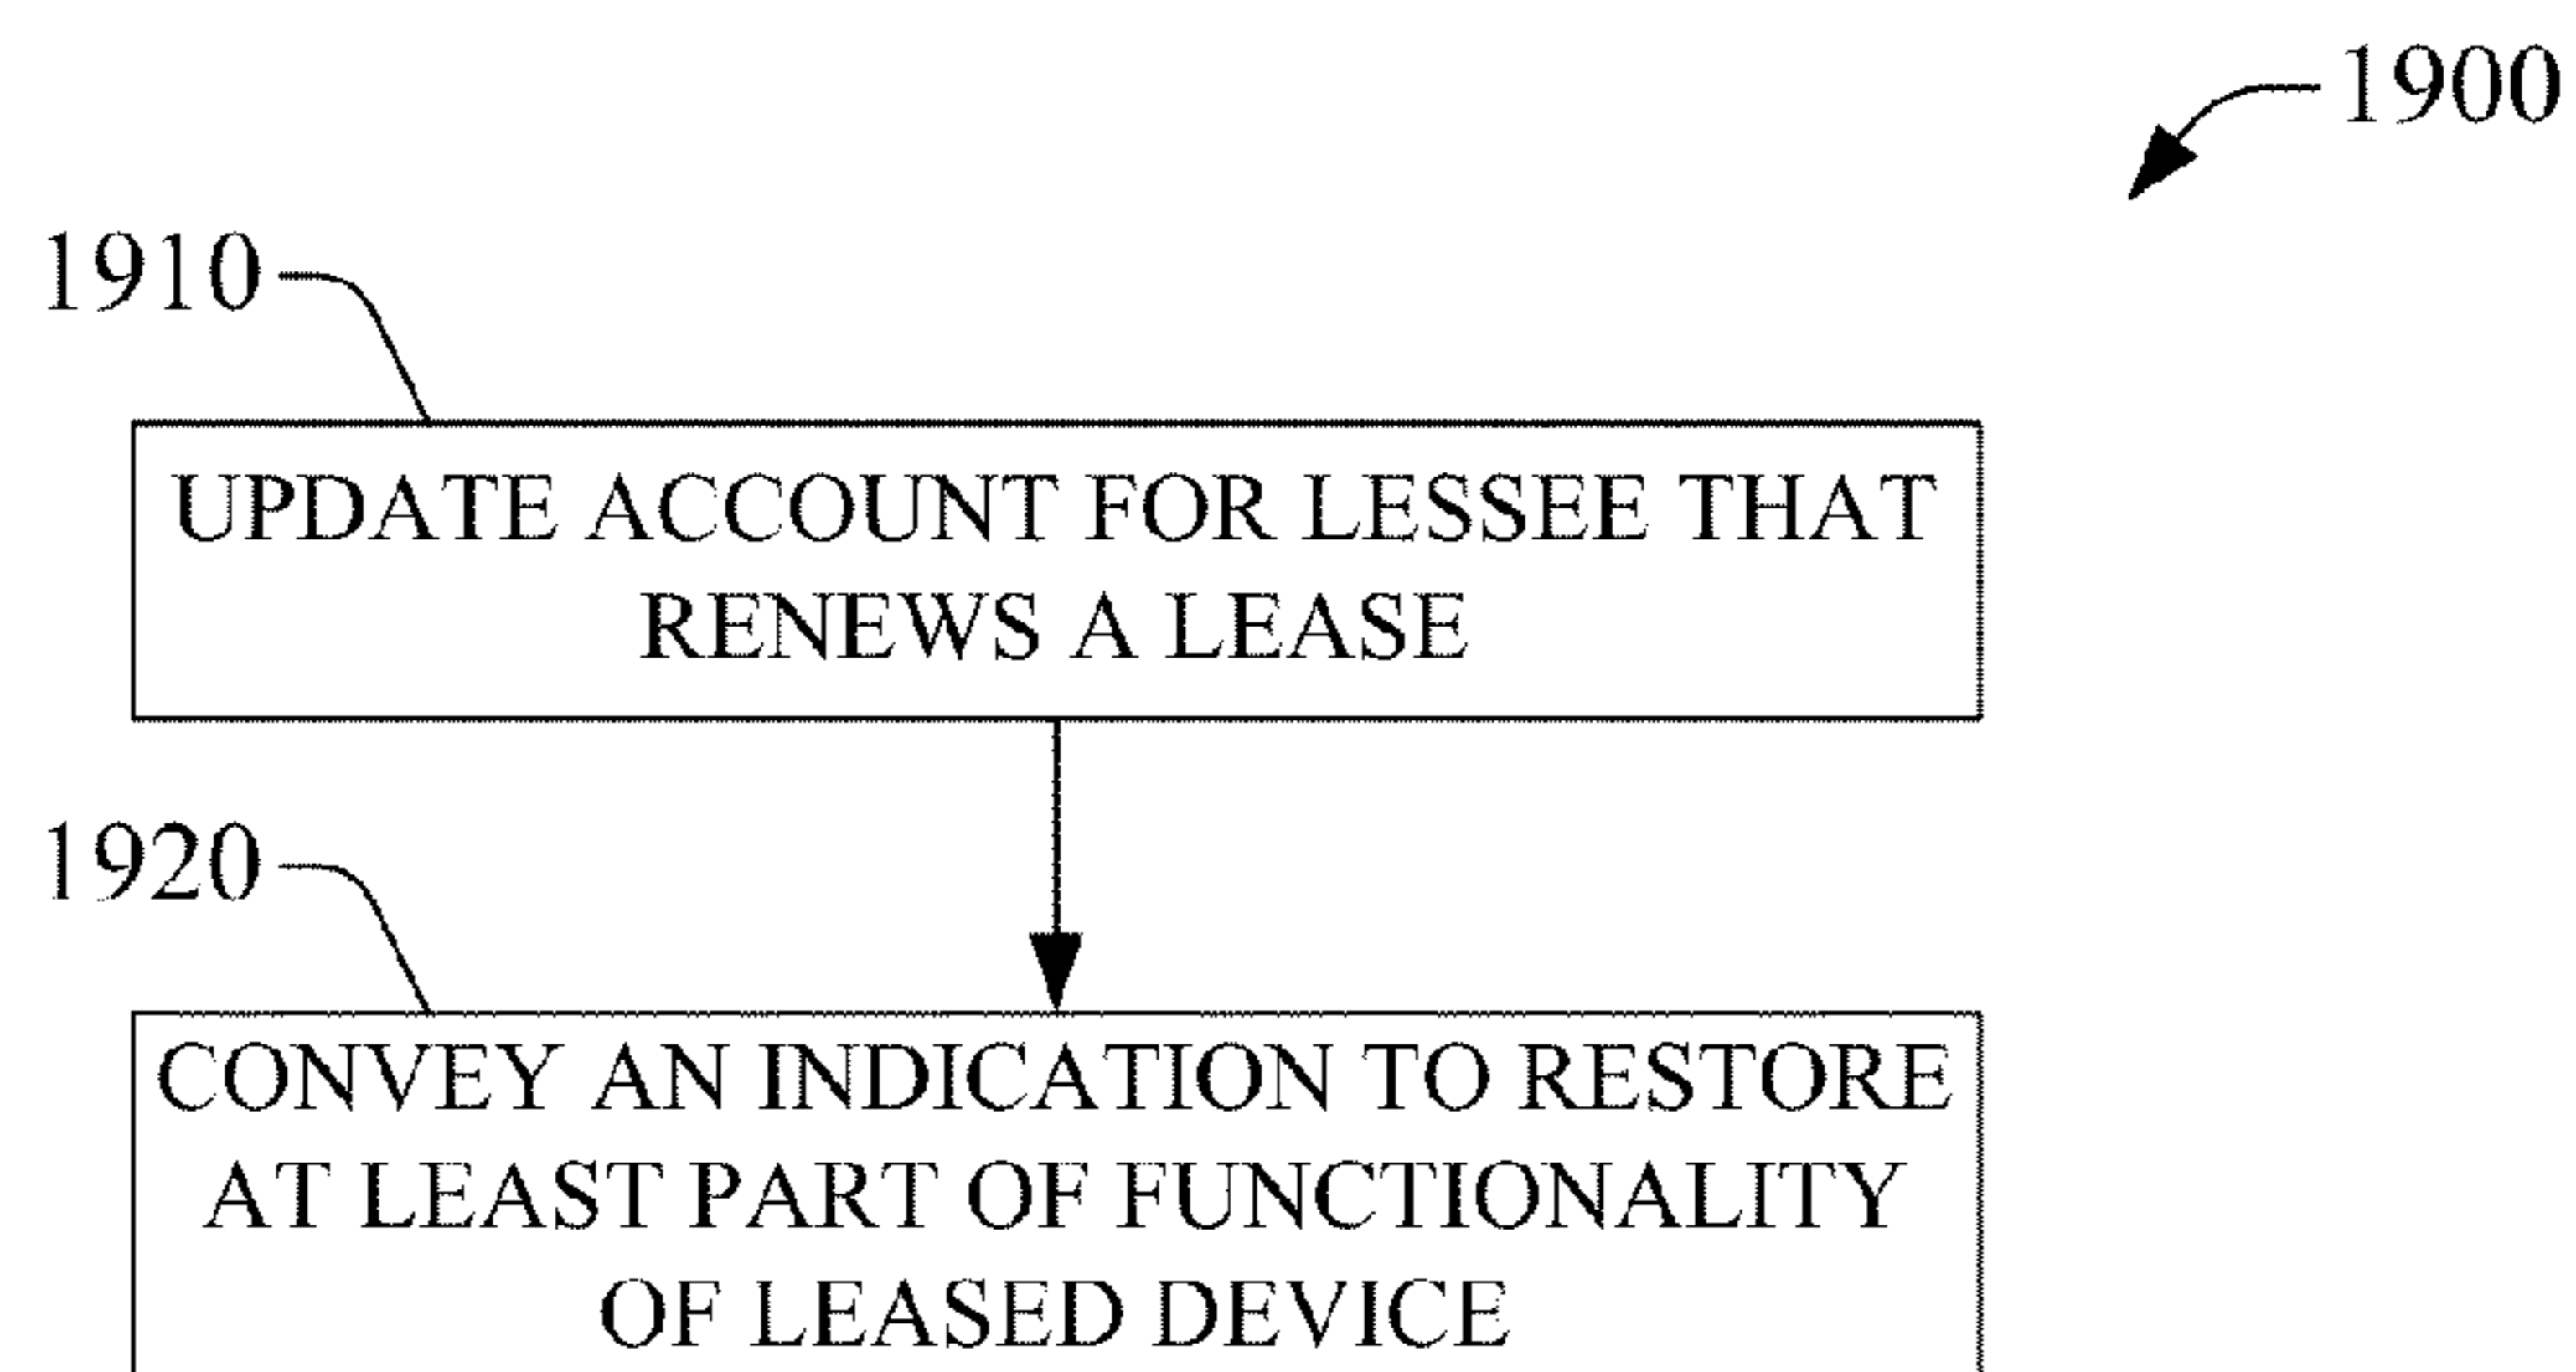 1900
1910
UPDATE ACCOUNT FOR LESSEE THAT
RENEWS A LEASE
1920
CONVEY AN INDICATION TO RESTORE
AT LEAST PART OF FUNCTIONALITY
OF LEASED DEVICE